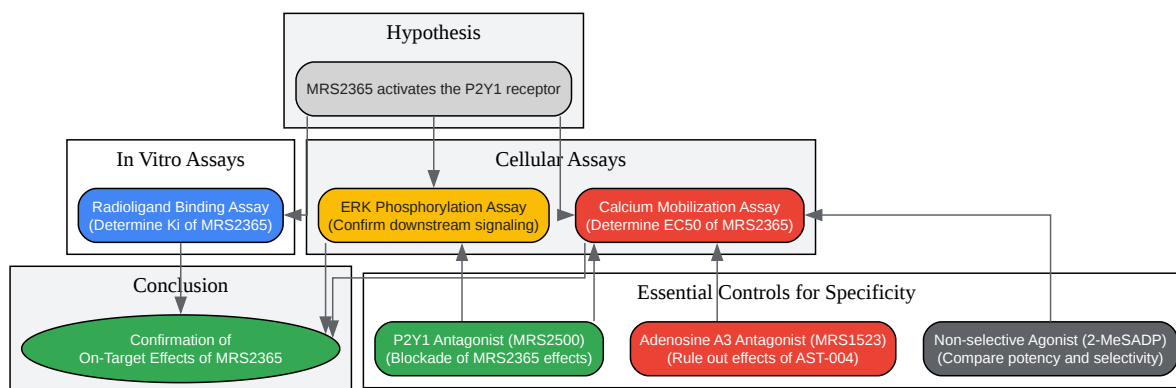 Hypothesis
MRS2365 activates the P2Y1 receptor
In Vitro Assays
Cellular Assays
Radioligand Binding Assay
(Determine Ki of MRS2365)
ERK Phosphorylation Assay
(Confirm downstream signaling)
Calcium Mobilization Assay
(Determine EC50 of MRS2365)
Conclusion
Confirmation of
On-Target Effects of MRS2365
Essential Controls for Specificity
P2Y1 Antagonist (MRS2500)
(Blockade of MRS2365 effects)
Adenosine A3 Antagonist (MRS1523)
(Rule out effects of AST-004)
Non-selective Agonist (2-MeSADP)
(Compare potency and selectivity)